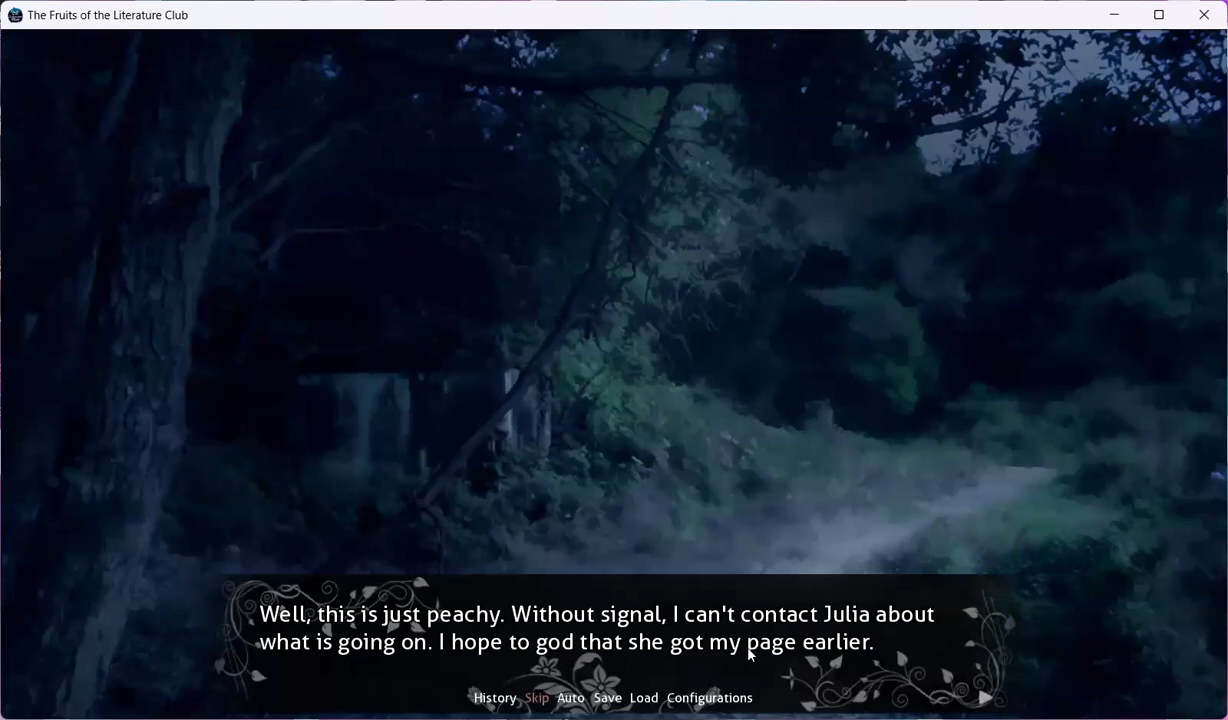 The Fruits of the Literature Club
Well, this is just peachy. Without signal, I can't contact Julia about
what is going on. I hope to god that she got my page earlier.
History Skip Auto Save Load Configurations